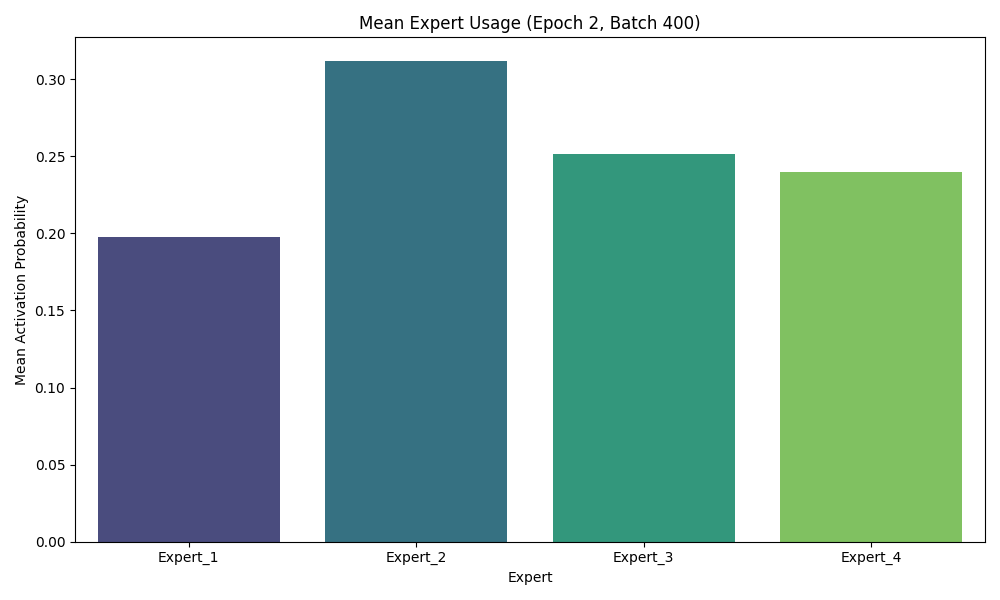 Mean Expert Usage (Epoch 2, Batch 400)
Mean Activation Probability
0.30
0.25
0.20
0.15
0.10
0.05
0.00
Expert_1 Expert_2 Expert_3 Expert_4
Expert